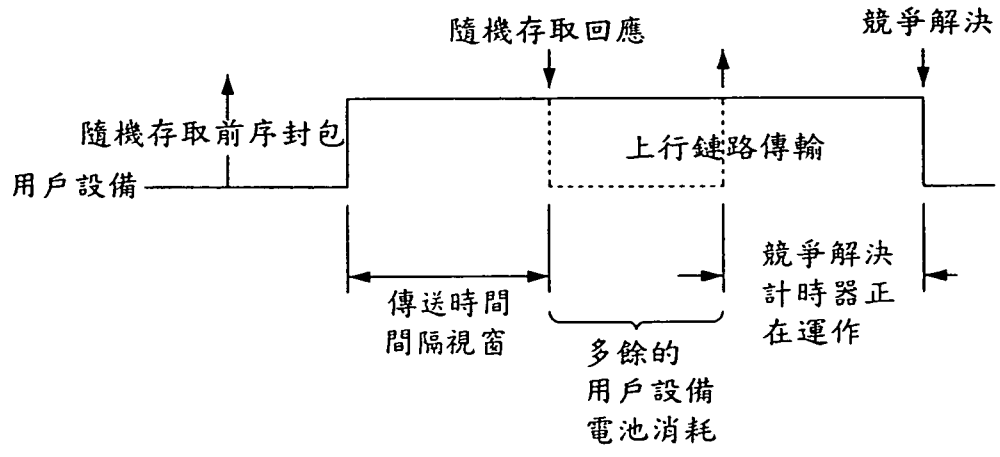 隨機存取回應
競爭解決
隨機存取前序封包
上行鏈路傳輸
用戶設備
傳送時間
間隔視窗
多餘的
用戶設備
電池消耗
競爭解決
計時器正
在運作